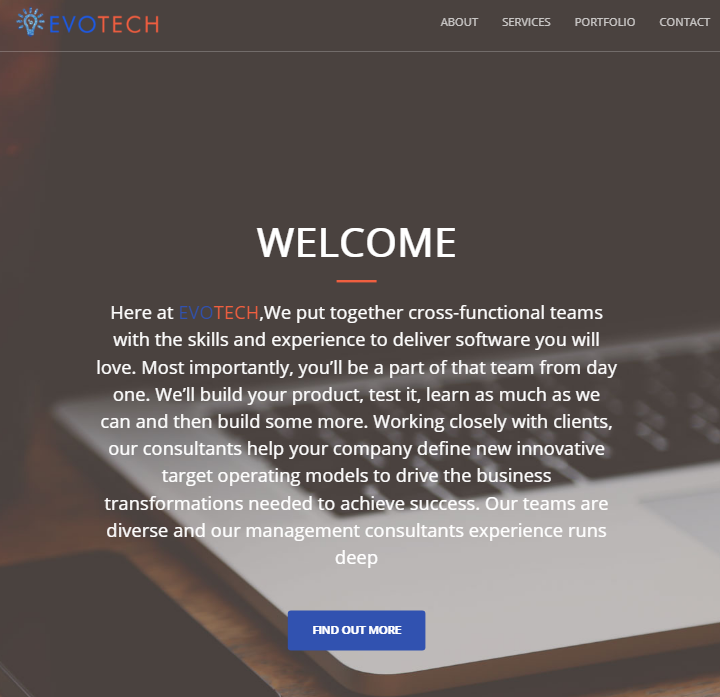 EVOTECH
ABOUT SERVICES PORTFOLIO CONTACT
WELCOME
Here at EVOTECH,We put together cross-functional teams
with the skills and experience to deliver software you will
love. Most importantly, you’ll be a part of that team from day
one. We’ll build your product, test it, learn as much as we
can and then build some more. Working closely with clients,
our consultants help your company define new innovative
target operating models to drive the business
transformations needed to achieve success. Our teams are
diverse and our management consultants experience runs
deep
FIND OUT MORE